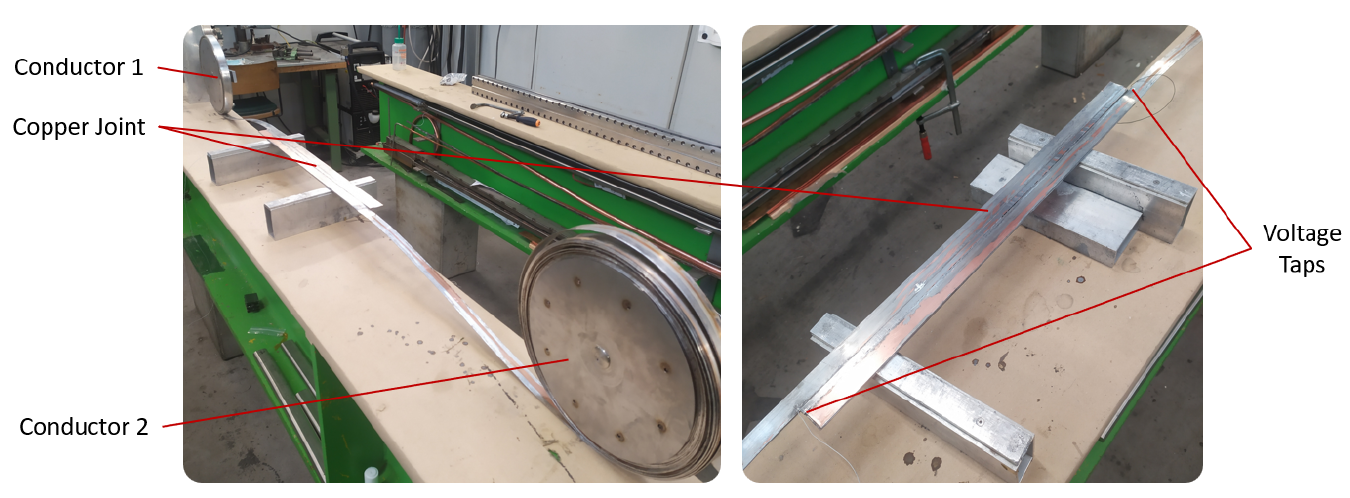 Conductor 1
Copper Joint
Conductor 2
Voltage
Taps